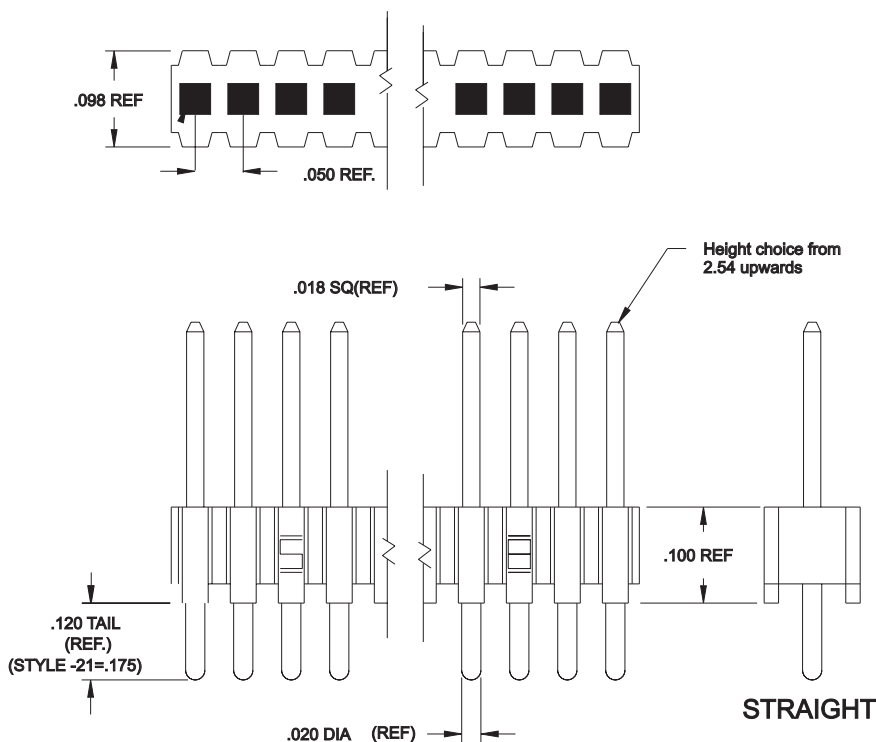 .098 REF
.050 REF.
Height choice from
2.54 upwards
.018 SQ(REF)
.100 REF
.120 TAIL
(REF.)
(STYLE -21=.175)
STRAIGHT
.020 DIA (REF)